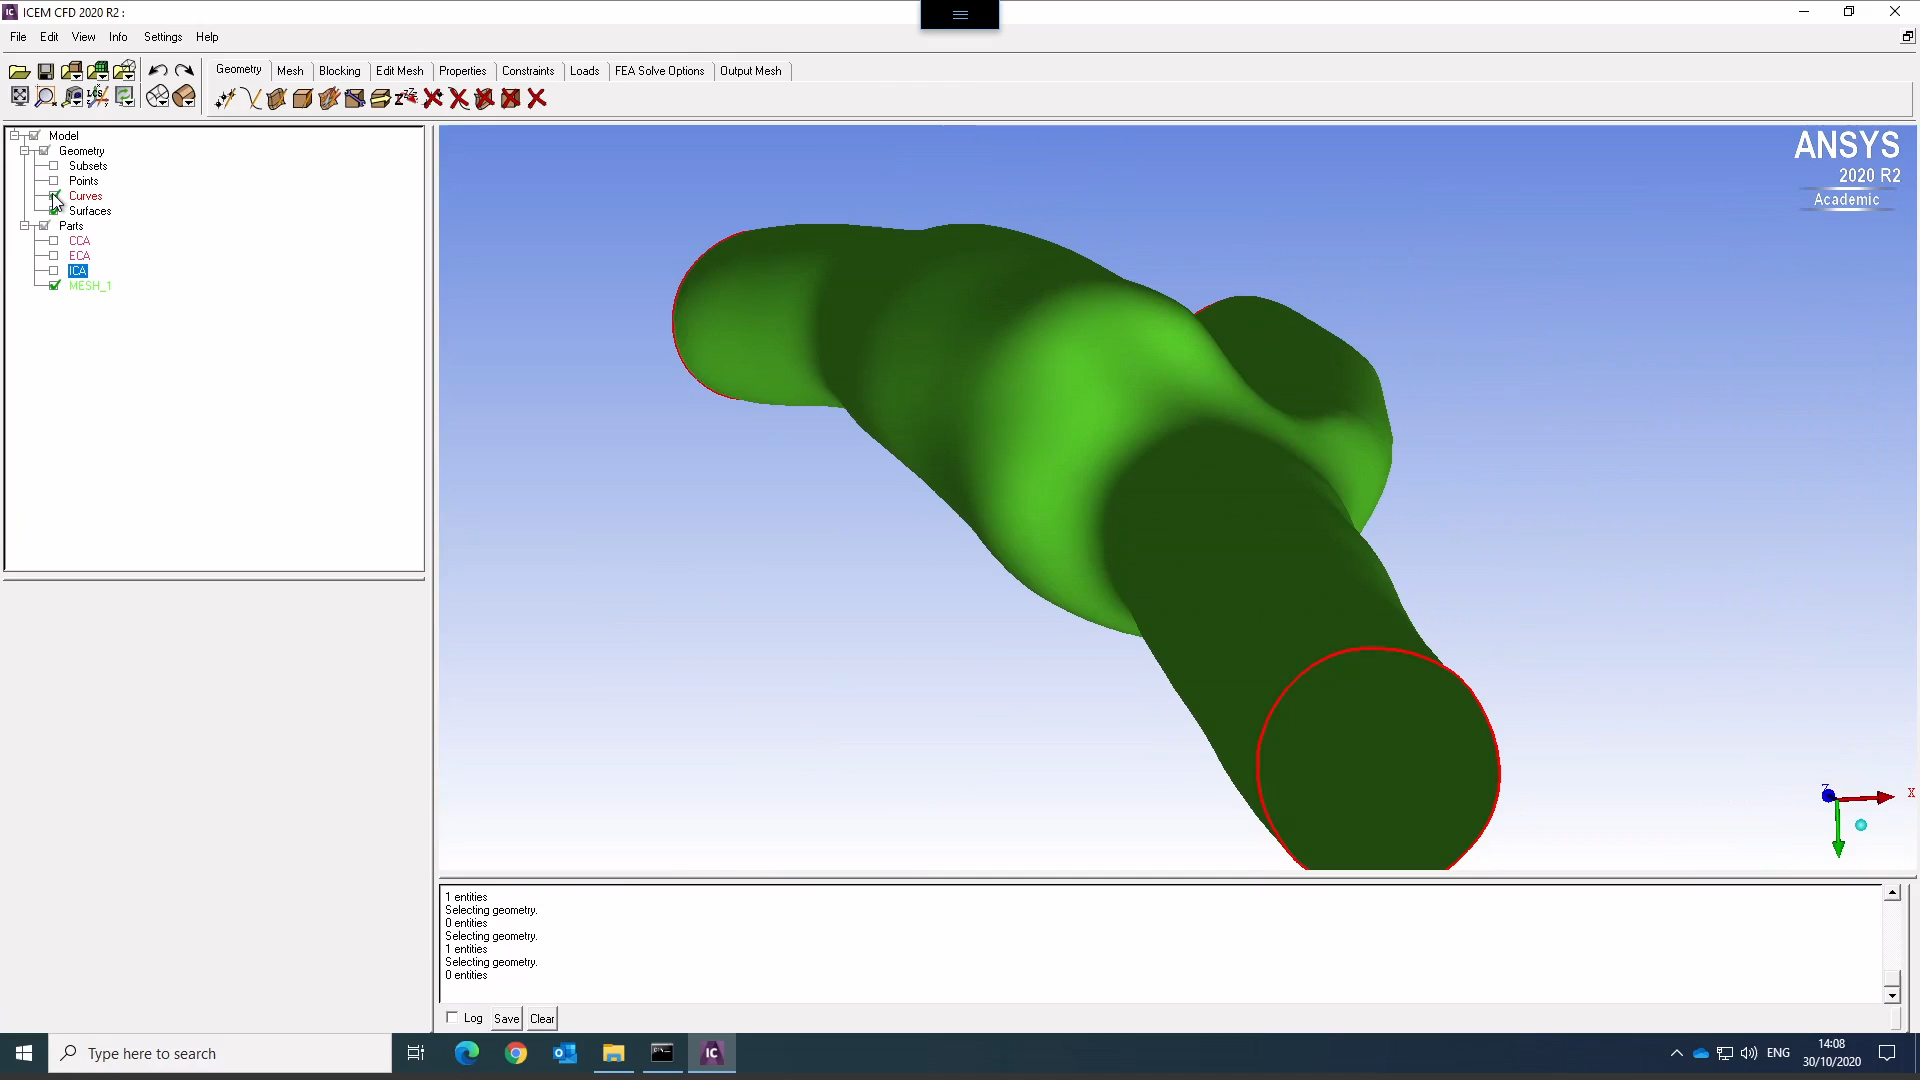 ICEM CFD 2020 R2 :
File Edit View Info Settings Help
Geometry Mesh Blocking Edit Mesh Properties Constraints Loads FEA Solve Options Output Mesh
LCS
Model
Geometry
Subsets
Points
Curves
Surfaces
Parts
CCA
ECA
ICA
MESH_1
ANSYS
2020 R2
Academic
Z
X
1 entities
Selecting geometry.
0 entities
Selecting geometry.
1 entities
Selecting geometry.
0 entities
Log Save Clear
Type here to search
IC
ENG
14:08
30/10/2020